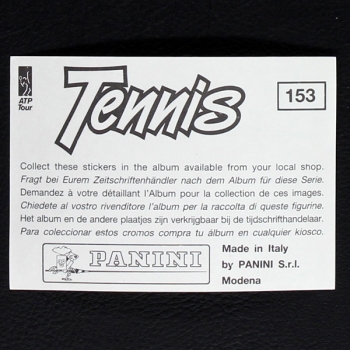 ATP
Tour
Tennis
153
Collect these stickers in the album available from your local shop.
Fragt bei Eurem Zeitschriftenhändler nach dem Album für diese Serie.
Demandez à votre détaillant l'Album pour la collection de ces images.
Chiedete al vostro rivenditore l'album per la raccolta di queste figurine.
Het album en de andere plaatjes zijn verkrijgbaar bij de tijdschrifthandelaar.
Para coleccionar estos cromos compra tu álbum en cualquier kiosco.
PANINI
Made in Italy
by PANINI S.r.l.
Modena